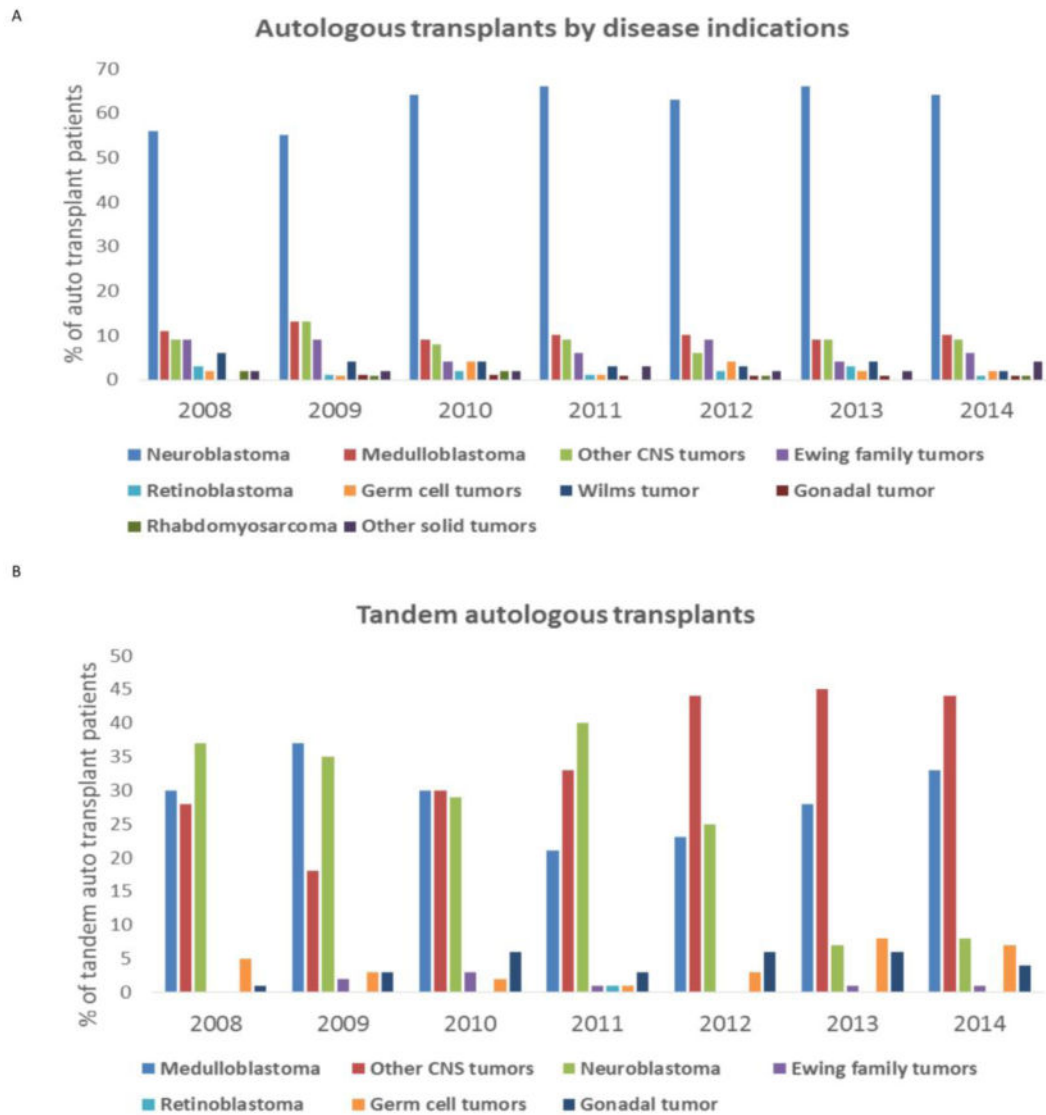 A
Autologous transplants by disease indications
% of auto transplant patients
70
60
50
40
30
20
10
0
2008 2009 2010 2011 2012 2013 2014
Neuroblastoma Medulloblastoma Other CNS tumors Ewing family tumors
Retinoblastoma Germ cell tumors Wilms tumor Gonadal tumor
Rhabdomyosarcoma Other solid tumors
B
Tandem autologous transplants
% of tandem auto transplant patients
50
45
40
35
30
25
20
15
10
5
0
2008 2009 2010 2011 2012 2013 2014
Medulloblastoma Other CNS tumors Neuroblastoma Ewing family tumors
Retinoblastoma Germ cell tumors Gonadal tumor